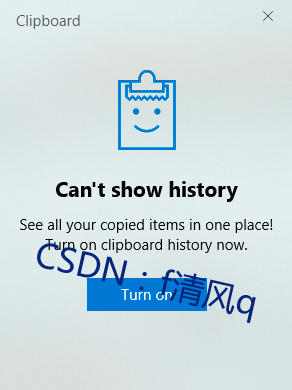 Clipboard
Can't show history
See all your copied items in one place!
Turn on clipboard history now.
Turn on
CSDN：f清风q